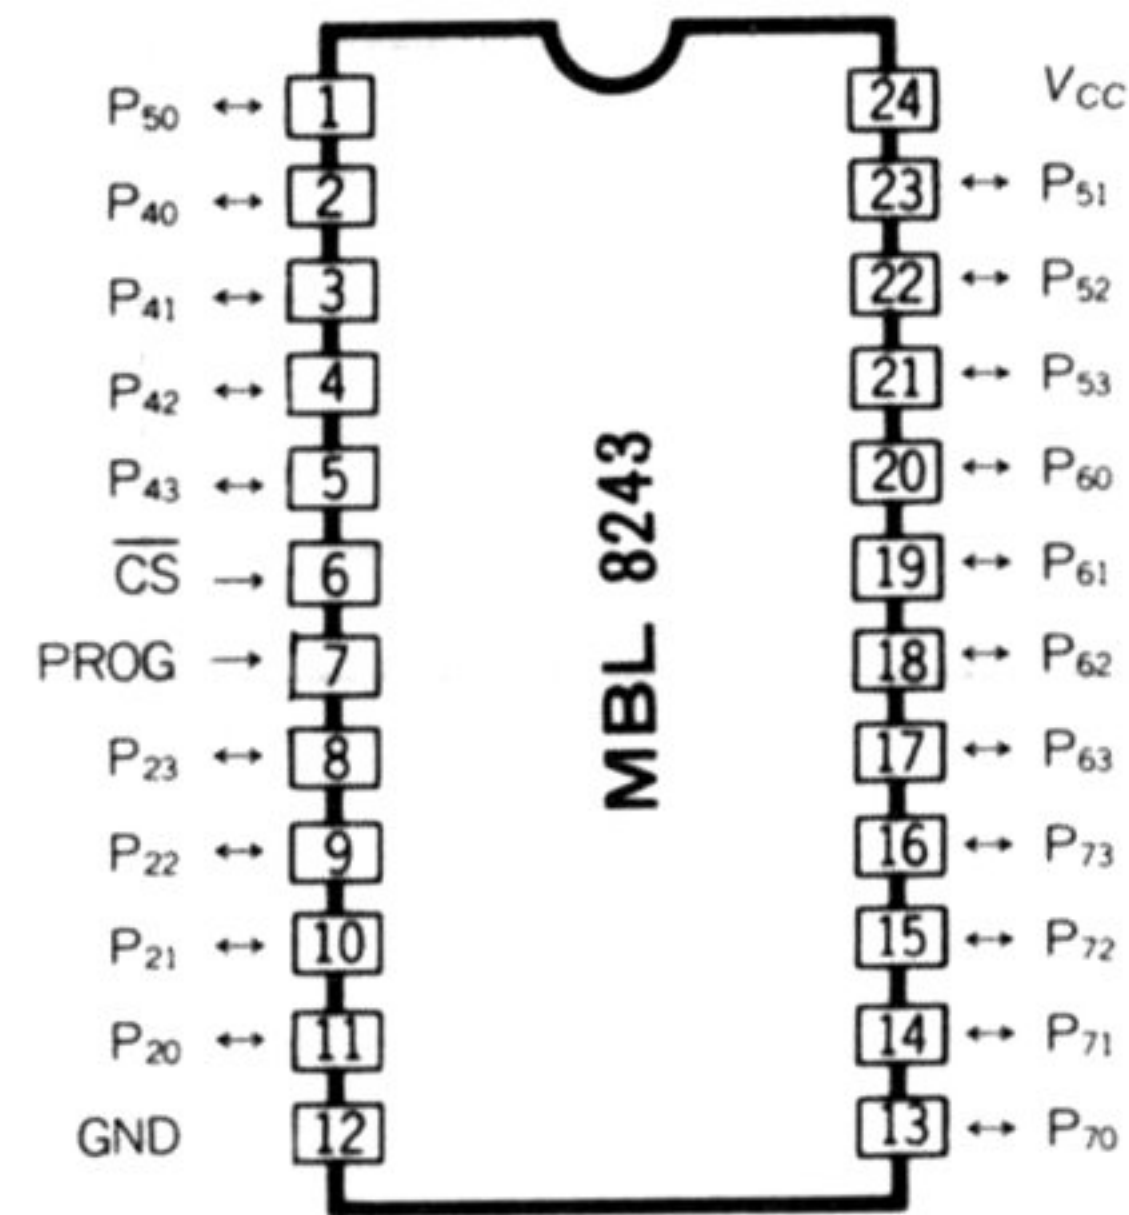 P50 ↔ 1
P40 ↔ 2
P41 ↔ 3
P42 ↔ 4
P43 ↔ 5
C̅S̅ → 6
PROG → 7
P23 ↔ 8
P22 ↔ 9
P21 ↔ 10
P20 ↔ 11
GND 12
MBL 8243
24 VCC
23 ↔ P51
22 ↔ P52
21 ↔ P53
20 ↔ P60
19 ↔ P61
18 ↔ P62
17 ↔ P63
16 ↔ P73
15 ↔ P72
14 ↔ P71
13 ↔ P70